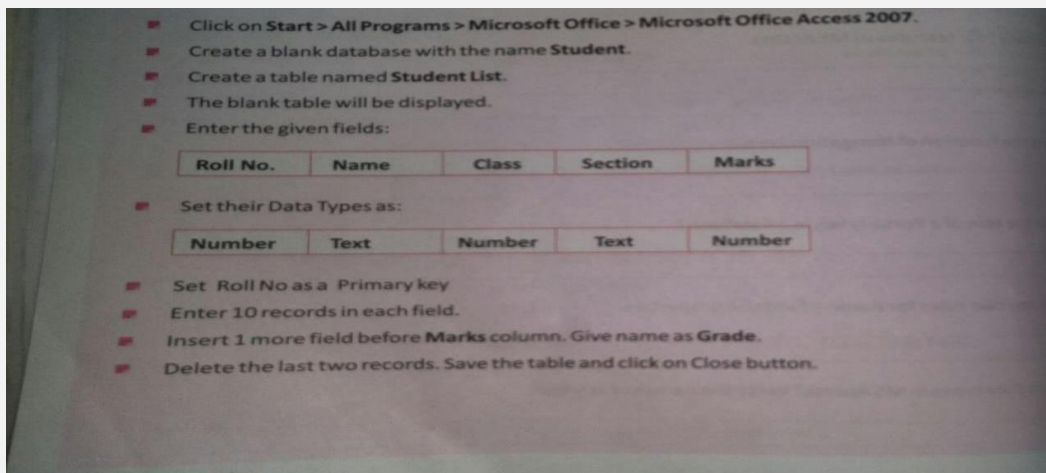 Click on Start > All Programs > Microsoft Office > Microsoft Office Access 2007.
Create a blank database with the name Student.
Create a table named Student List.
The blank table will be displayed.
Enter the given fields:
Roll No. Name Class Section Marks
Set their Data Types as:
Number Text Number Text Number
Set Roll No as a Primary key
Enter 10 records in each field.
Insert 1 more field before Marks column. Give name as Grade.
Delete the last two records. Save the table and click on Close button.